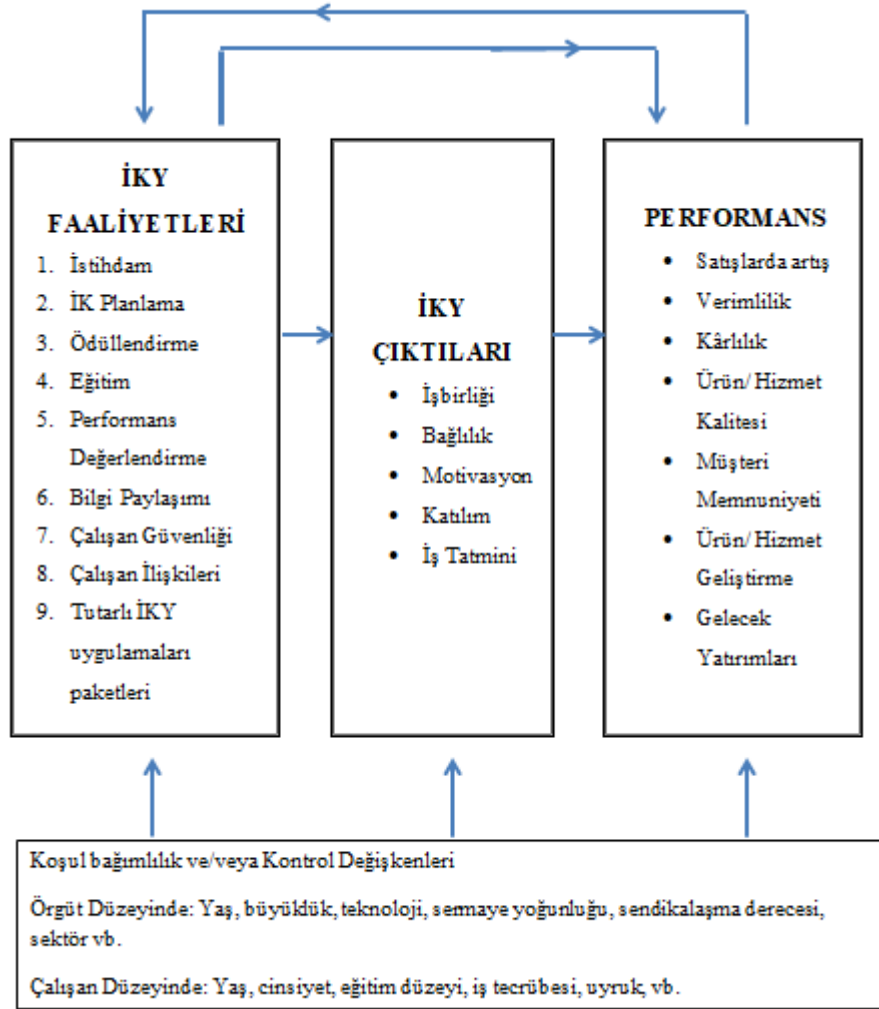 İKY
FAALİYETLERİ
1. İstihdam
2. İK Planlama
3. Ödüllendirme
4. Eğitim
5. Performans
Değerlendirme
6. Bilgi Paylaşımı
7. Çalışan Güvenliği
8. Çalışan İlişkileri
9. Tutarlı İKY
uygulamaları
paketleri
İKY
ÇIKTILARI
• İşbirliği
• Bağlılık
• Motivasyon
• Katılım
• İş Tatmini
PERFORMANS
• Satışlarda artış
• Verimlilik
• Kârlılık
• Ürün/ Hizmet
Kalitesi
• Müşteri
Memnuniyeti
• Ürün/ Hizmet
Geliştirme
• Gelecek
Yatırımları
Koşul bağımlılık ve/veya Kontrol Değişkenleri
Örgüt Düzeyinde: Yaş, büyüklük, teknoloji, sermaye yoğunluğu, sendikalaşma derecesi,
sektör vb.
Çalışan Düzeyinde: Yaş, cinsiyet, eğitim düzeyi, iş tecrübesi, uyruk, vb.